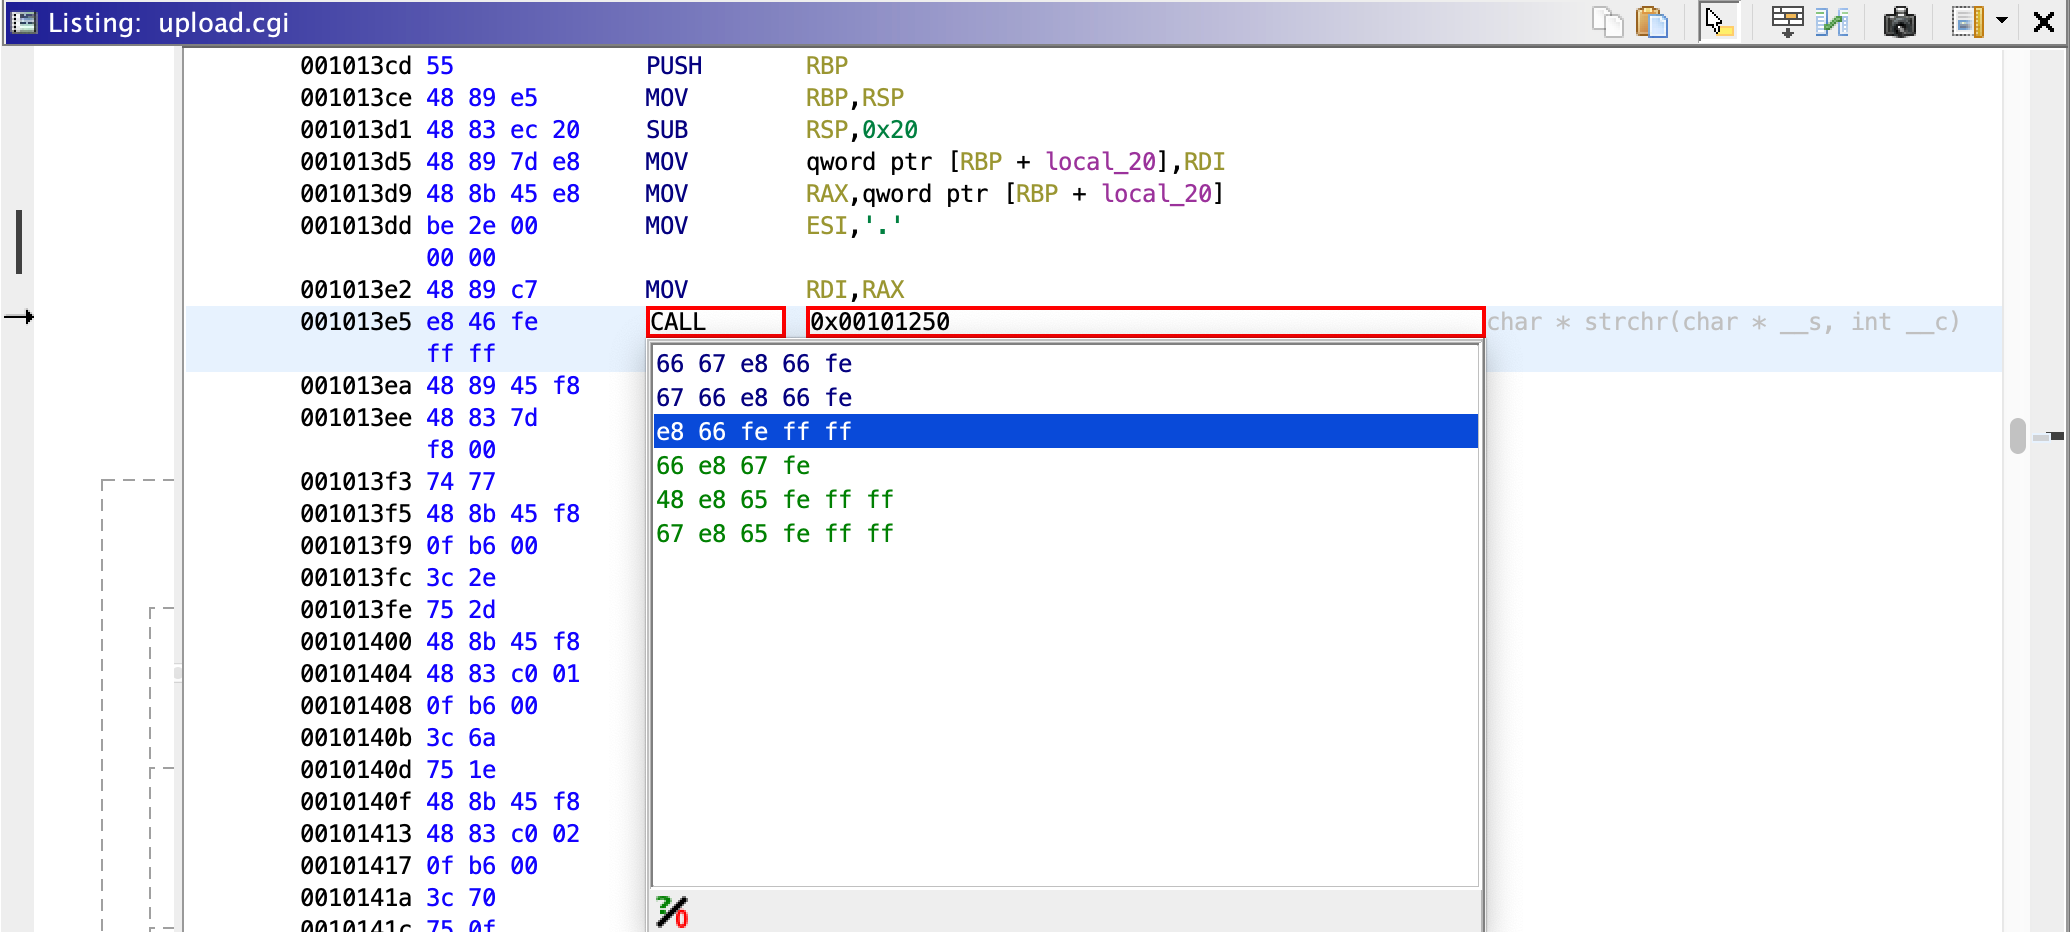 Listing: upload.cgi
001013cd 55 PUSH RBP
001013ce 48 89 e5 MOV RBP,RSP
001013d1 48 83 ec 20 SUB RSP,0x20
001013d5 48 89 7d e8 MOV qword ptr [RBP + local_20],RDI
001013d9 48 8b 45 e8 MOV RAX,qword ptr [RBP + local_20]
001013dd be 2e 00 MOV ESI,'.'
00 00
001013e2 48 89 c7 MOV RDI,RAX
001013e5 e8 46 fe CALL 0x00101250 char * strchr(char * __s, int __c)
ff ff
66 67 e8 66 fe
67 66 e8 66 fe
e8 66 fe ff ff
66 e8 67 fe
48 e8 65 fe ff ff
67 e8 65 fe ff ff
001013ea 48 89 45 f8
001013ee 48 83 7d
f8 00
001013f3 74 77
001013f5 48 8b 45 f8
001013f9 0f b6 00
001013fc 3c 2e
001013fe 75 2d
00101400 48 8b 45 f8
00101404 48 83 c0 01
00101408 0f b6 00
0010140b 3c 6a
0010140d 75 1e
0010140f 48 8b 45 f8
00101413 48 83 c0 02
00101417 0f b6 00
0010141a 3c 70
0010141c 75 0f
?/0